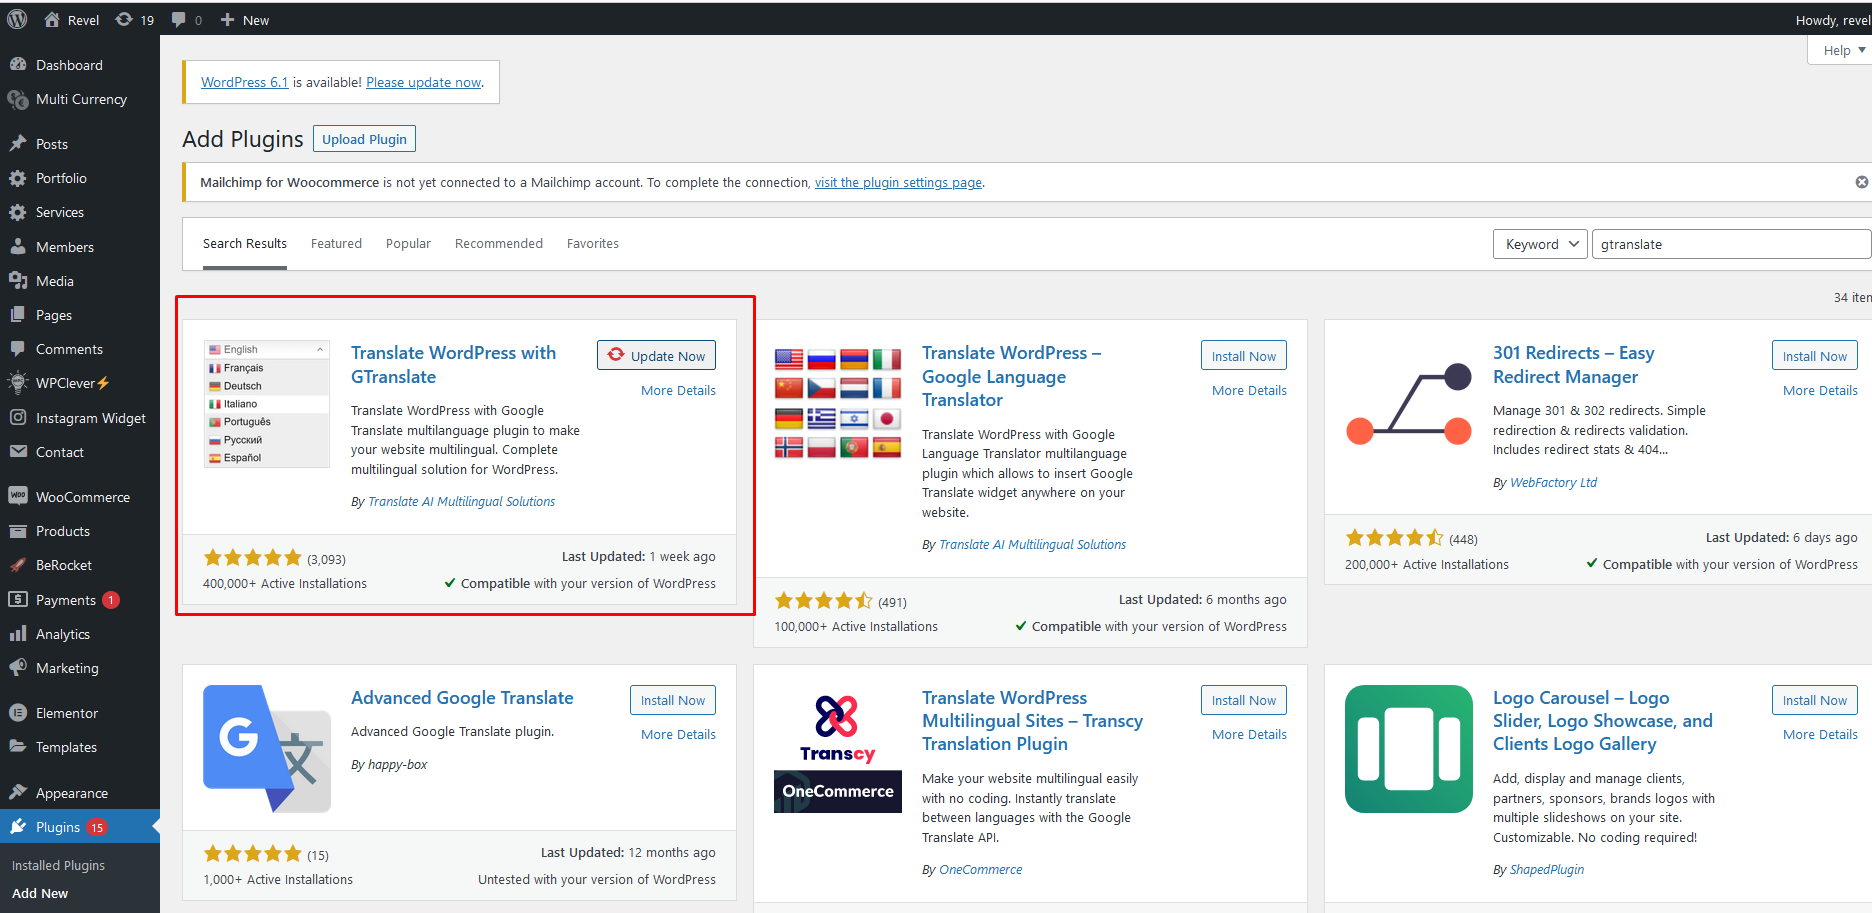 Revel 19 0 New
Howdy, revel
Help
Dashboard
Multi Currency
Posts
Portfolio
Services
Members
Media
Pages
Comments
WPClever⚡
Instagram Widget
Contact
WooCommerce
Products
BeRocket
Payments 1
Analytics
Marketing
Elementor
Templates
Appearance
Plugins 15
Installed Plugins
Add New
WordPress 6.1 is available! Please update now.
Add Plugins Upload Plugin
Mailchimp for Woocommerce is not yet connected to a Mailchimp account. To complete the connection, visit the plugin settings page.
Search Results Featured Popular Recommended Favorites
Keyword gtranslate
34 iten
English
Français
Deutsch
Italiano
Português
Русский
Español
Translate WordPress with
GTranslate
Update Now
More Details
Translate WordPress with Google
Translate multilanguage plugin to make
your website multilingual. Complete
multilingual solution for WordPress.
By Translate AI Multilingual Solutions
(3,093)
400,000+ Active Installations
Last Updated: 1 week ago
✔ Compatible with your version of WordPress
Translate WordPress –
Google Language
Translator
Install Now
More Details
Translate WordPress with Google
Language Translator multilanguage
plugin which allows to insert Google
Translate widget anywhere on your
website.
By Translate AI Multilingual Solutions
(491)
100,000+ Active Installations
Last Updated: 6 months ago
✔ Compatible with your version of WordPress
301 Redirects – Easy
Redirect Manager
Install Now
More Details
Manage 301 & 302 redirects. Simple
redirection & redirects validation.
Includes redirect stats & 404...
By WebFactory Ltd
(448)
200,000+ Active Installations
Last Updated: 6 days ago
✔ Compatible with your version of WordPress
G
文
Advanced Google Translate
Install Now
More Details
Advanced Google Translate plugin.
By happy-box
(15)
1,000+ Active Installations
Last Updated: 12 months ago
Untested with your version of WordPress
Transcy
OneCommerce
Translate WordPress
Multilingual Sites – Transcy
Translation Plugin
Install Now
More Details
Make your website multilingual easily
with no coding. Instantly translate
between languages with the Google
Translate API.
By OneCommerce
Logo Carousel – Logo
Slider, Logo Showcase, and
Clients Logo Gallery
Install Now
More Details
Add, display and manage clients,
partners, sponsors, brands logos with
multiple slideshows on your site.
Customizable. No coding required!
By ShapedPlugin